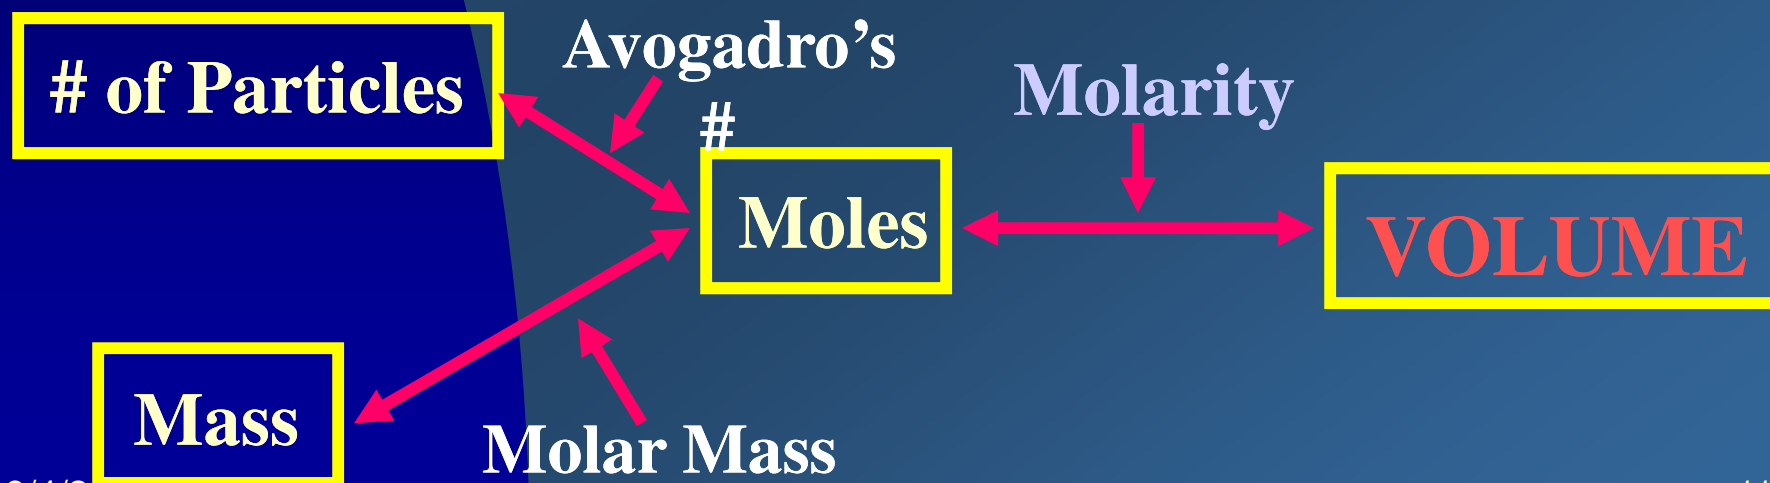 # of Particles
Avogadro's
#
Molarity
Moles
VOLUME
Mass
Molar Mass